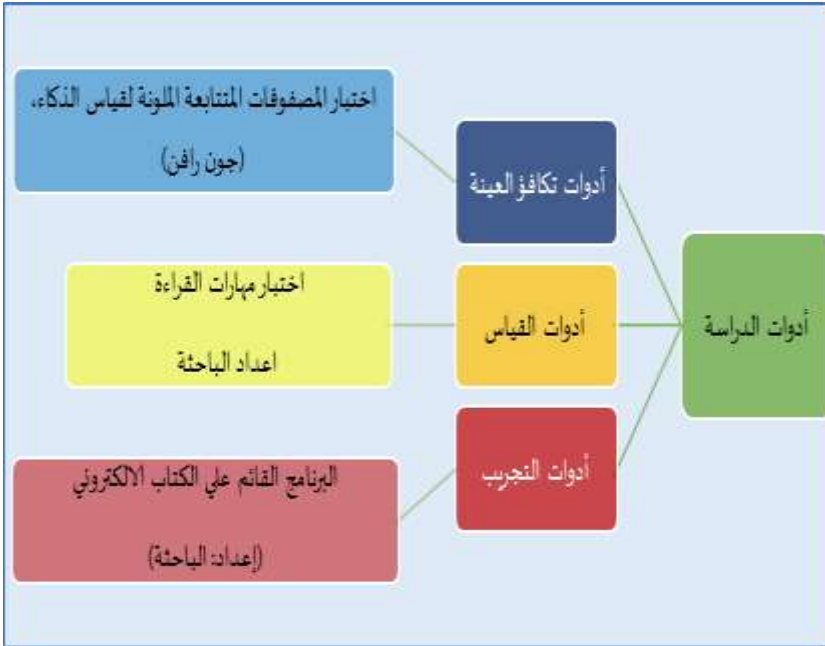 أدوات الدراسة
أدوات تكافؤ العينة
اختبار المصفوفات المتتابعة الملونة لقياس الذكاء،
(جون رافن)
أدوات القياس
اختبار مهارات القراءة
اعداد الباحثة
أدوات التجريب
البرنامج القائم علي الكتاب الالكتروني
(إعداد: الباحثة)